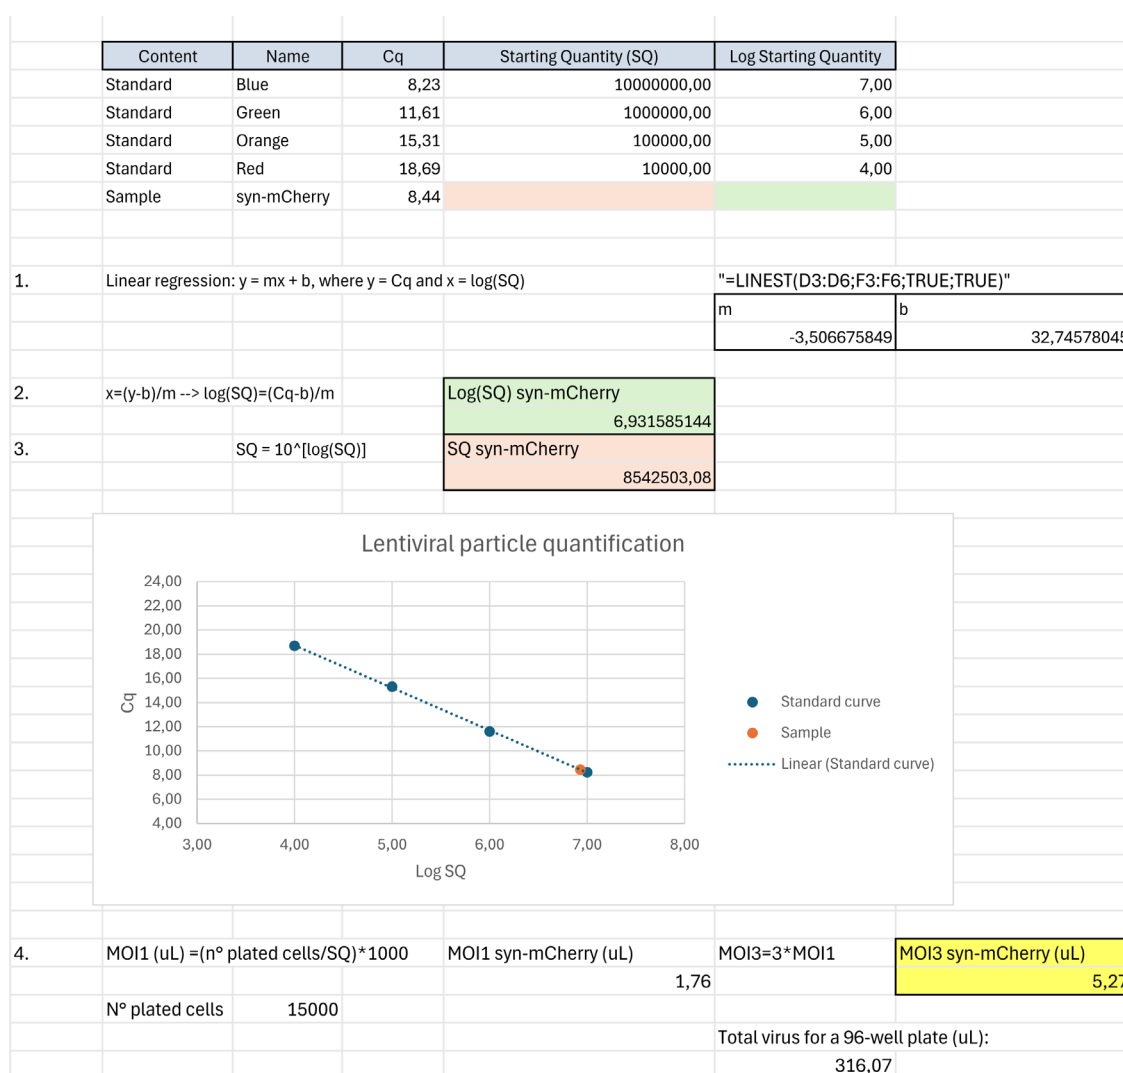 Content Name Cq Starting Quantity (SQ) Log Starting Quantity
Standard Blue 8,23 10000000,00 7,00
Standard Green 11,61 1000000,00 6,00
Standard Orange 15,31 100000,00 5,00
Standard Red 18,69 10000,00 4,00
Sample syn-mCherry 8,44
1. Linear regression: y = mx + b, where y = Cq and x = log(SQ) "=LINEST(D3:D6;F3:F6;TRUE;TRUE)"
m b
-3,506675849 32,74578045
2. x=(y-b)/m --> log(SQ)=(Cq-b)/m Log(SQ) syn-mCherry
6,931585144
3. SQ = 10^[log(SQ)] SQ syn-mCherry
8542503,08
Lentiviral particle quantification
24,00
22,00
20,00
18,00
16,00
14,00
12,00
10,00
8,00
6,00
4,00
Cq
3,00 4,00 5,00 6,00 7,00 8,00
Log SQ
Standard curve
Sample
Linear (Standard curve)
4. MOI1 (uL) =(n° plated cells/SQ)*1000 MOI1 syn-mCherry (uL) MOI3=3*MOI1 MOI3 syn-mCherry (uL)
1,76 5,27
N° plated cells 15000
Total virus for a 96-well plate (uL):
316,07